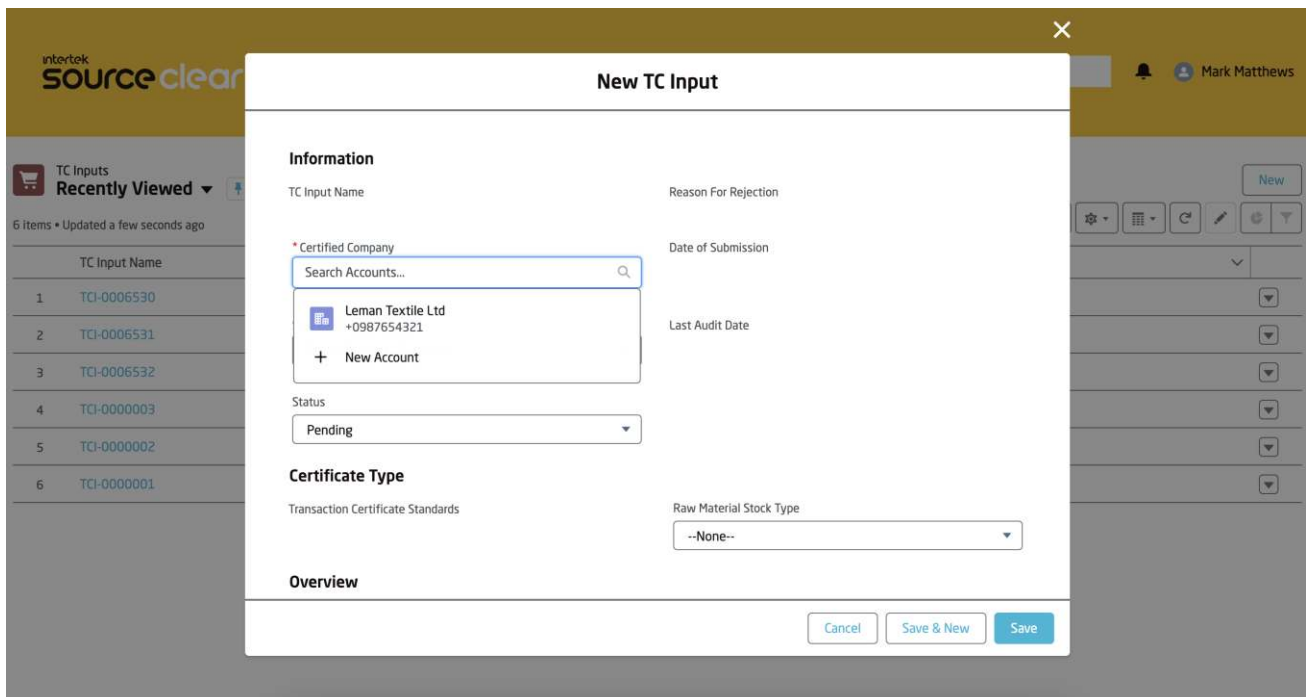 intertek
source clear
Mark Matthews
TC Inputs
Recently Viewed
New
6 items • Updated a few seconds ago
TC Input Name
1 TCI-0006530
2 TCI-0006531
3 TCI-0006532
4 TCI-0000003
5 TCI-0000002
6 TCI-0000001
New TC Input
Information
TC Input Name
Reason For Rejection
*Certified Company
Search Accounts...
Date of Submission
Leman Textile Ltd
+0987654321
+ New Account
Last Audit Date
Status
Pending
Certificate Type
Transaction Certificate Standards
Raw Material Stock Type
--None--
Overview
Cancel
Save & New
Save